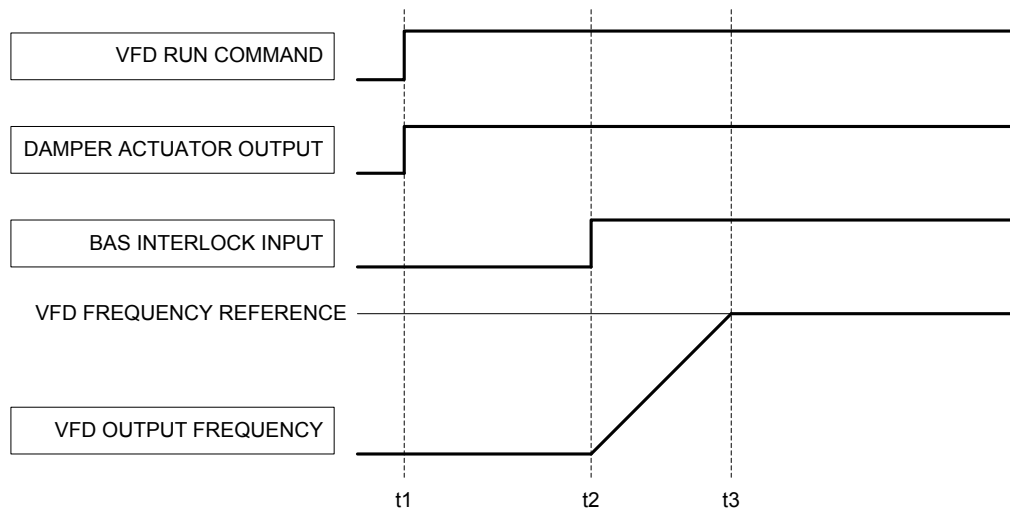 VFD RUN COMMAND
DAMPER ACTUATOR OUTPUT
BAS INTERLOCK INPUT
VFD FREQUENCY REFERENCE
VFD OUTPUT FREQUENCY
t1 t2 t3